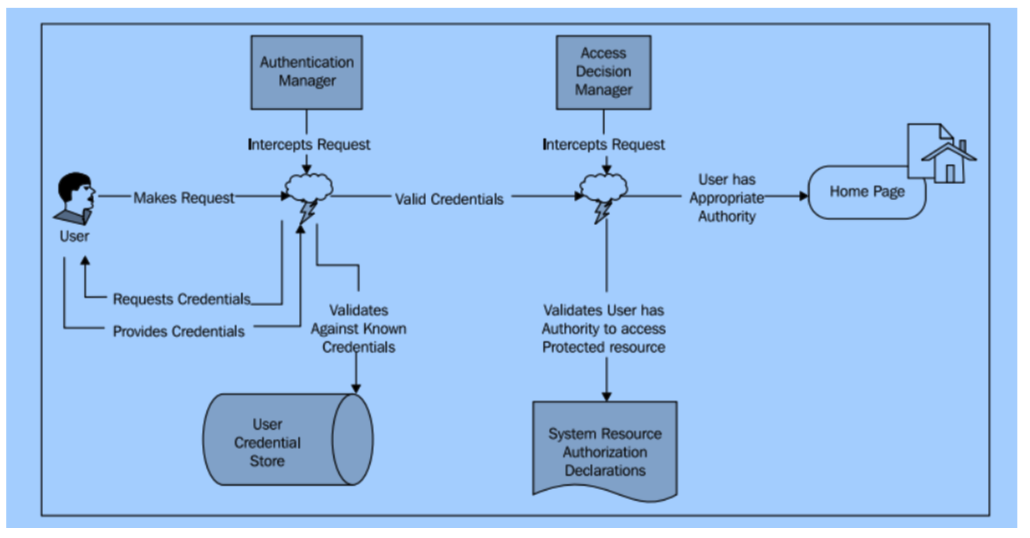 Authentication
Manager
Access
Decision
Manager
Intercepts Request
Intercepts Request
User
Makes Request
Valid Credentials
User has
Appropriate
Authority
Home Page
Requests Credentials
Provides Credentials
Validates
Against Known
Credentials
Validates User has
Authority to access
Protected resource
User
Credential
Store
System Resource
Authorization
Declarations